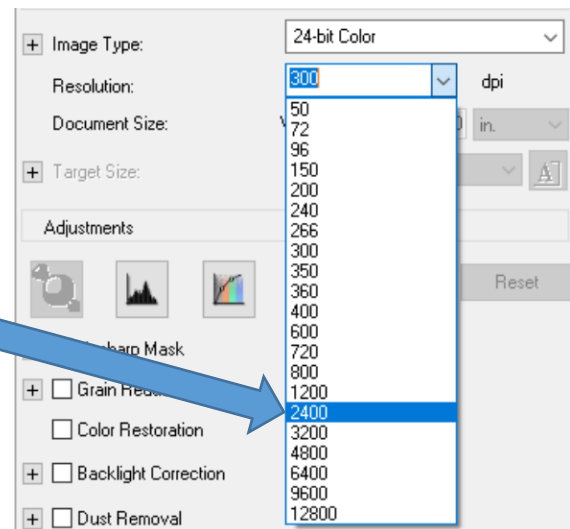 Image Type:
24-bit Color
Resolution:
300
dpi
Document Size:
in.
Target Size:
Adjustments
Reset
Mask
Grain
Color Restoration
Backlight Correction
Dust Removal
50
72
96
150
200
240
266
300
350
360
400
600
720
800
1200
2400
3200
4800
6400
9600
12800